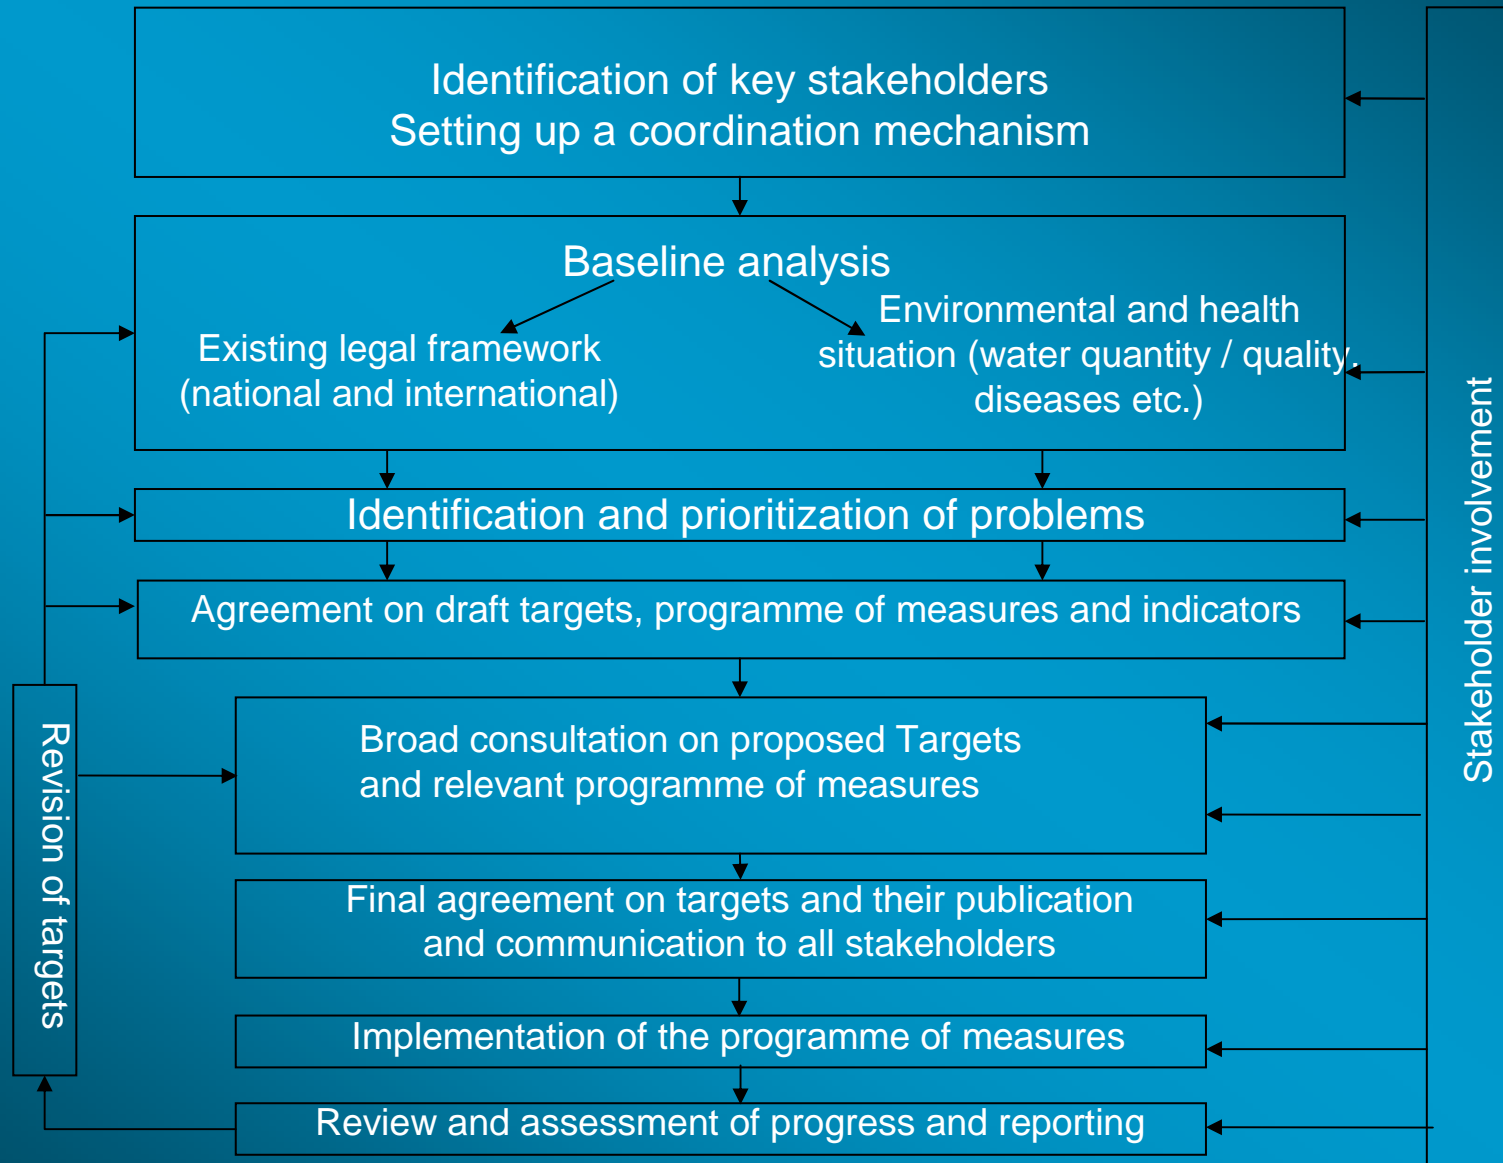 Identification of key stakeholders
Setting up a coordination mechanism
Baseline analysis
Existing legal framework
(national and international)
Environmental and health
situation (water quantity / quality,
diseases etc.)
Identification and prioritization of problems
Agreement on draft targets, programme of measures and indicators
Broad consultation on proposed Targets
and relevant programme of measures
Final agreement on targets and their publication
and communication to all stakeholders
Implementation of the programme of measures
Review and assessment of progress and reporting
Revision of targets
Stakeholder involvement